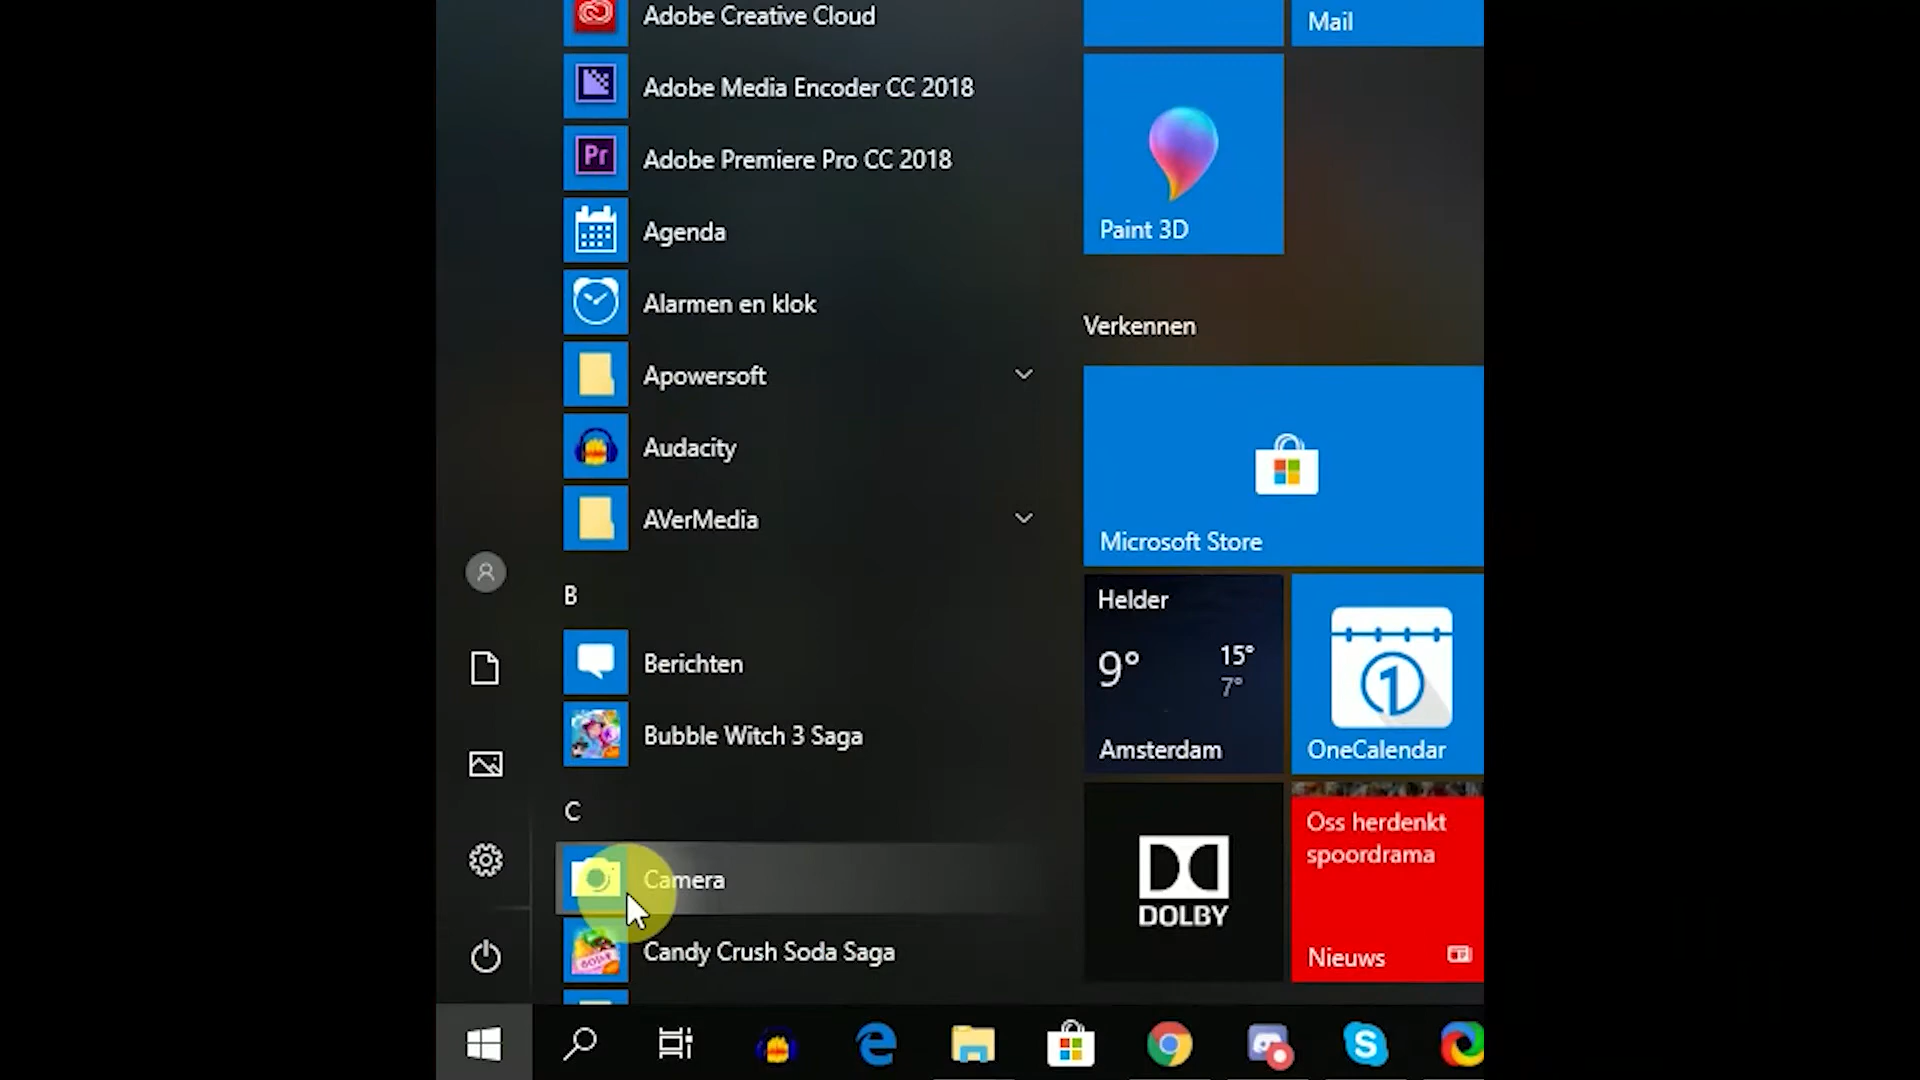 Adobe Creative Cloud
Adobe Media Encoder CC 2018
Pr
Adobe Premiere Pro CC 2018
Agenda
Alarmen en klok
Apowersoft
Audacity
AVerMedia
B
Berichten
Bubble Witch 3 Saga
C
Camera
Candy Crush Soda Saga
Mail
Paint 3D
Verkennen
Microsoft Store
Helder
9°
15°
7°
Amsterdam
1
OneCalendar
DOLBY
Oss herdenkt
spoordrama
Nieuws